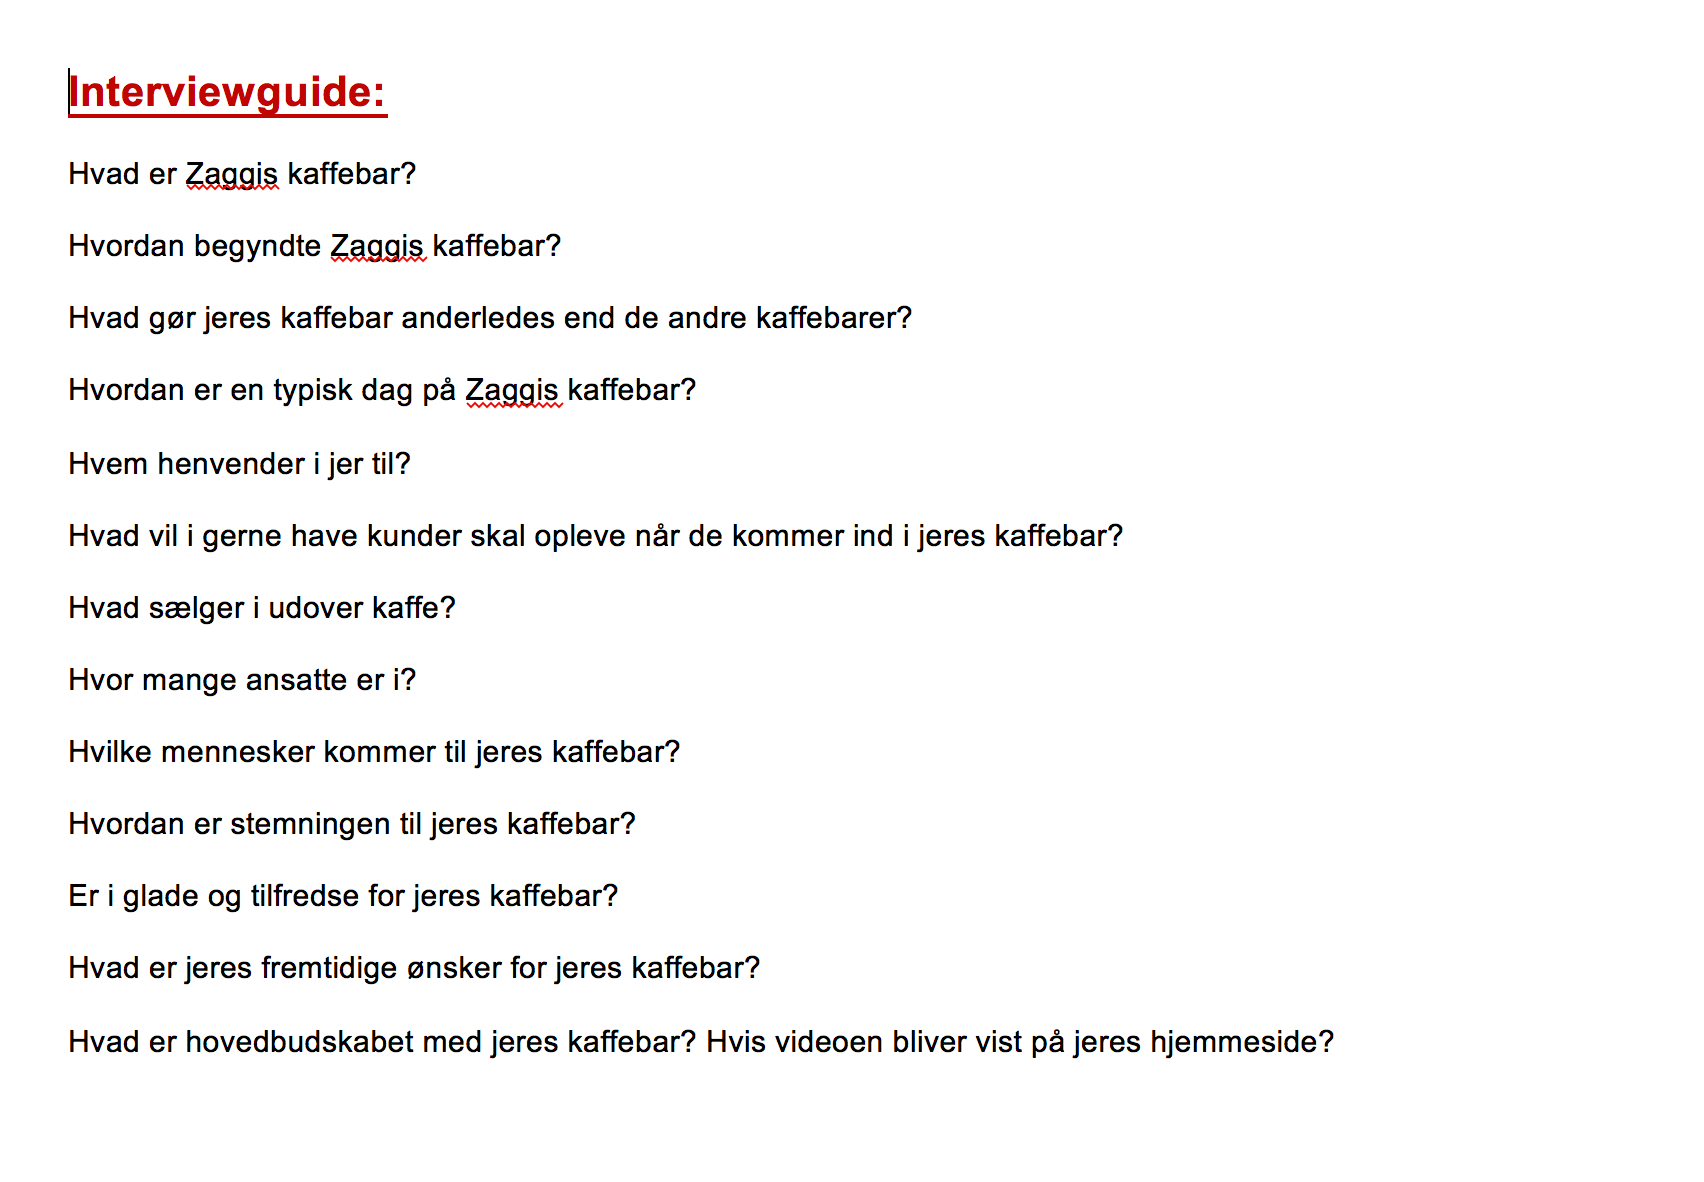 Interviewguide:
Hvad er Zaggis kaffebar?
Hvordan begyndte Zaggis kaffebar?
Hvad gør jeres kaffebar anderledes end de andre kaffebarer?
Hvordan er en typisk dag på Zaggis kaffebar?
Hvem henvender i jer til?
Hvad vil i gerne have kunder skal opleve når de kommer ind i jeres kaffebar?
Hvad sælger i udover kaffe?
Hvor mange ansatte er i?
Hvilke mennesker kommer til jeres kaffebar?
Hvordan er stemningen til jeres kaffebar?
Er i glade og tilfredse for jeres kaffebar?
Hvad er jeres fremtidige ønsker for jeres kaffebar?
Hvad er hovedbudskabet med jeres kaffebar? Hvis videoen bliver vist på jeres hjemmeside?